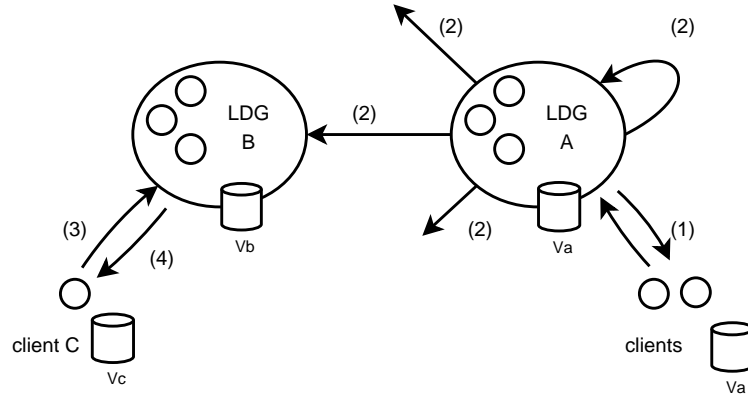 (2)
(2)
LDG
B
(2)
LDG
A
(3)
(4)
Vb
(2)
Va
(1)
client C
Vc
clients
Va